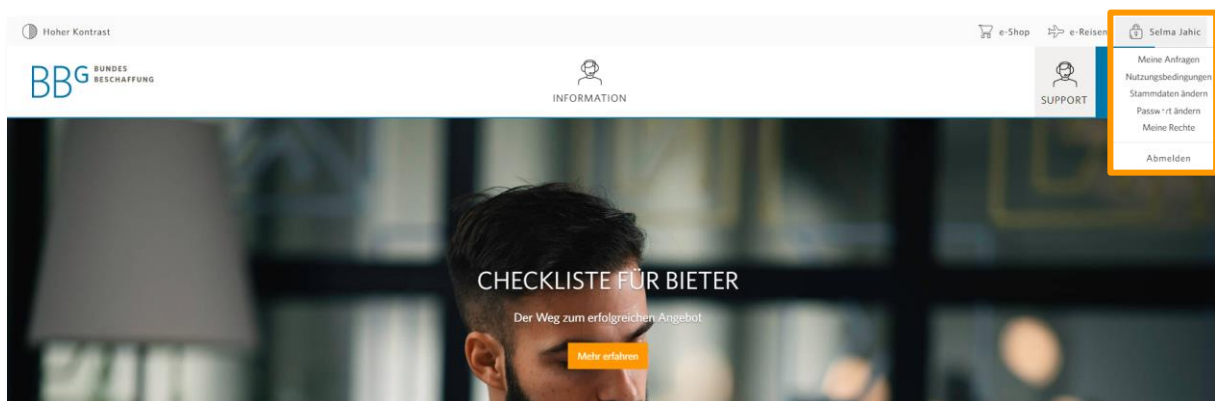 Hoher Kontrast
e-Shop
e-Reisen
Selma Jahic
BBG BUNDES
BESCHAFFUNG
INFORMATION
SUPPORT
Meine Anfragen
Nutzungsbedingungen
Stammdaten ändern
ändern
Meine Rechte
Abmelden
CHECKLISTE FÜR BIETER
Der Weg zum erfolgreichen Angebot
Mehr erfahren